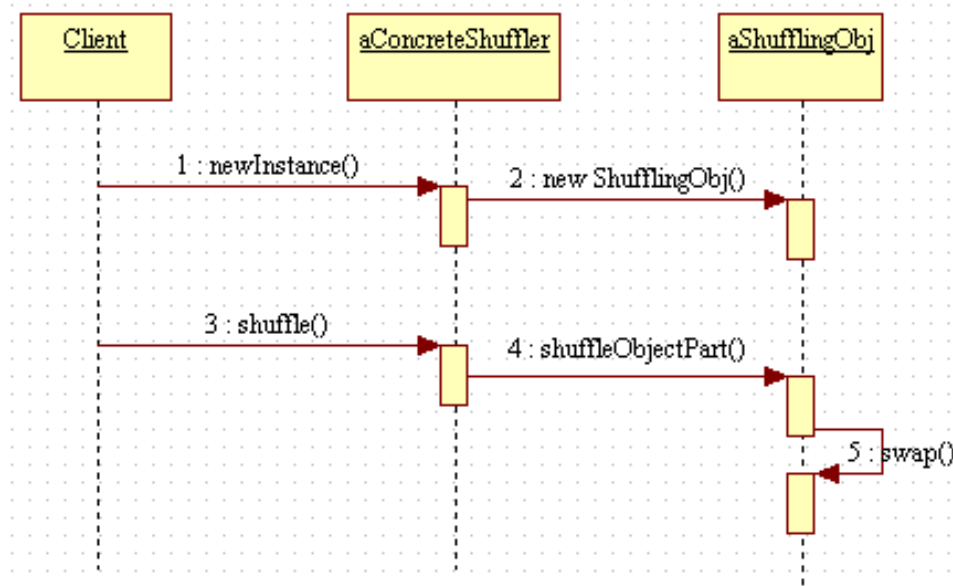 Client
aConcreteShuffler
aShufflingObj
1 : newInstance()
2 : new ShufflingObj()
3 : shuffle()
4 : shuffleObjectPart()
5 : swap()